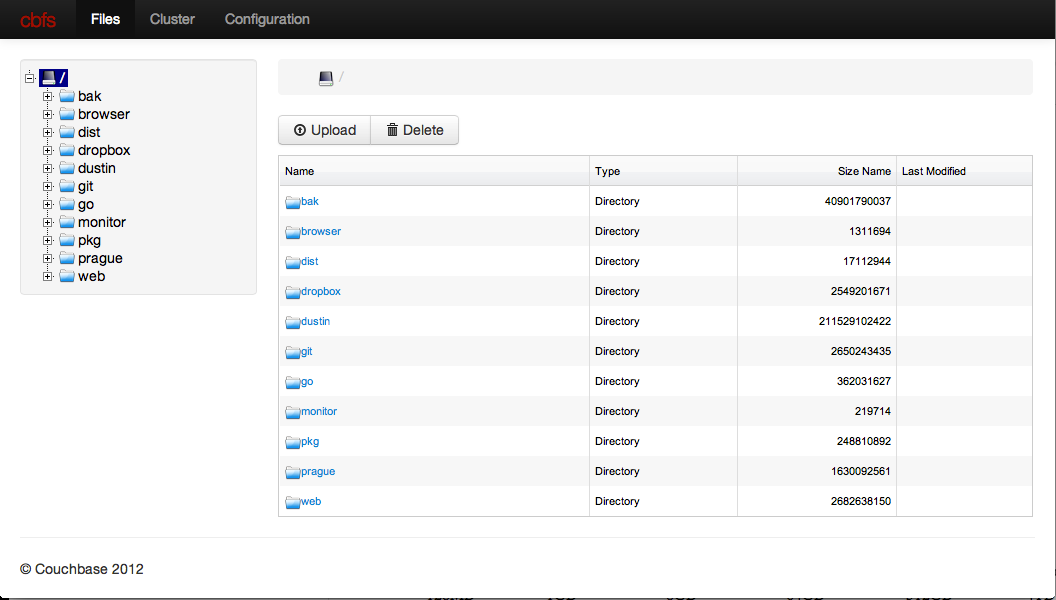 cbfs Files Cluster Configuration
/
bak
browser
dist
dropbox
dustin
git
go
monitor
pkg
prague
web
/
Upload Delete
Name Type Size Name Last Modified
bak Directory 40901790037
browser Directory 1311694
dist Directory 17112944
dropbox Directory 2549201671
dustin Directory 211529102422
git Directory 2650243435
go Directory 362031627
monitor Directory 219714
pkg Directory 248810892
prague Directory 1630092561
web Directory 2682638150
© Couchbase 2012